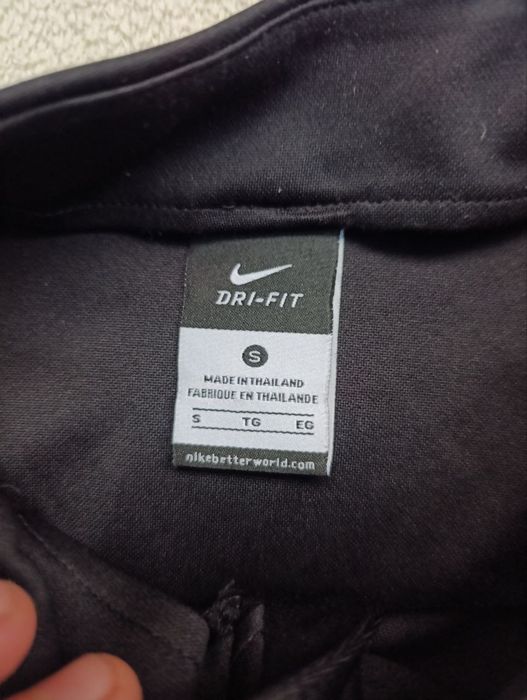 DRI-FIT
S
MADE IN THAILAND
FABRIQUE EN THAILANDE
S TG EG
nikebetterworld.com